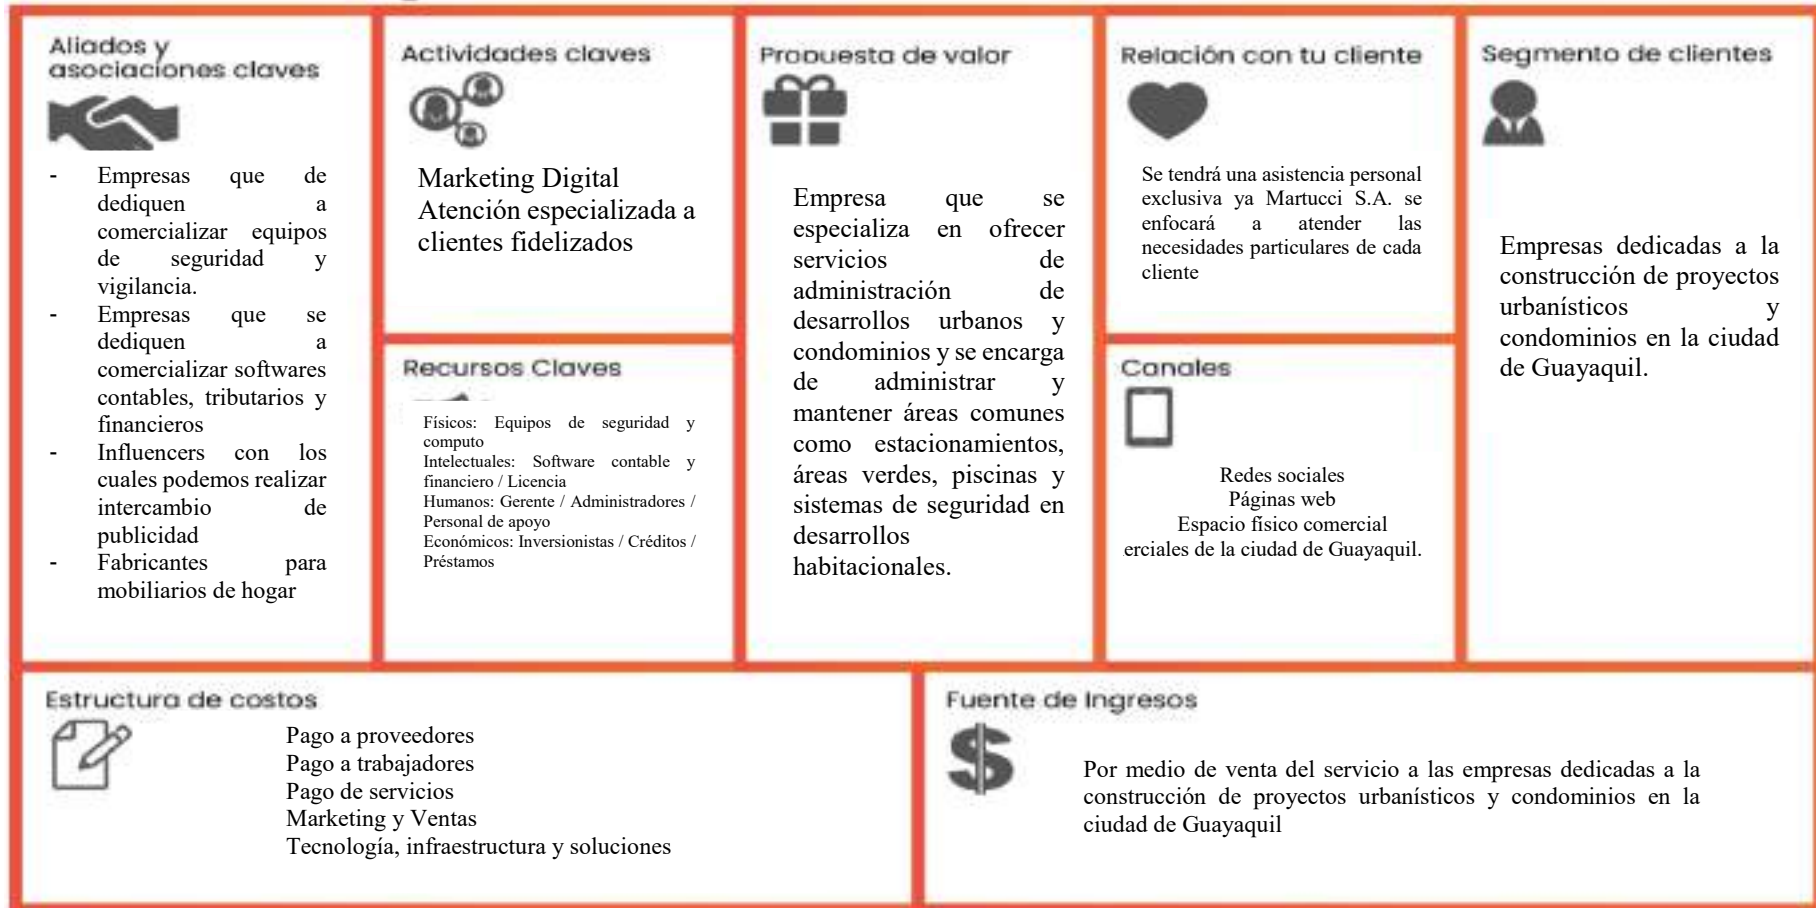 Aliados y
asociaciones claves
- Empresas que de
dediquen a
comercializar equipos
de seguridad y
vigilancia.
- Empresas que se
dediquen a
comercializar softwares
contables, tributarios y
financieros
- Influencers con los
cuales podemos realizar
intercambio de
publicidad
- Fabricantes para
mobiliarios de hogar
Actividades claves
Marketing Digital
Atención especializada a
clientes fidelizados
Recursos Claves
Físicos: Equipos de seguridad y
computo
Intelectuales: Software contable y
financiero / Licencia
Humanos: Gerente / Administradores /
Personal de apoyo
Económicos: Inversionistas / Créditos /
Préstamos
Propuesta de valor
Empresa que se
especializa en ofrecer
servicios de
administración de
desarrollos urbanos y
condominios y se encarga
de administrar y
mantener áreas comunes
como estacionamientos,
áreas verdes, piscinas y
sistemas de seguridad en
desarrollos
habitacionales.
Relación con tu cliente
Se tendrá una asistencia personal
exclusiva ya Martucci S.A. se
enfocará a atender las
necesidades particulares de cada
cliente
Canales
Redes sociales
Páginas web
Espacio físico comercial
erciales de la ciudad de Guayaquil.
Segmento de clientes
Empresas dedicadas a la
construcción de proyectos
urbanísticos y
condominios en la ciudad
de Guayaquil.
Estructura de costos
Pago a proveedores
Pago a trabajadores
Pago de servicios
Marketing y Ventas
Tecnología, infraestructura y soluciones
Fuente de Ingresos
Por medio de venta del servicio a las empresas dedicadas a la
construcción de proyectos urbanísticos y condominios en la
ciudad de Guayaquil